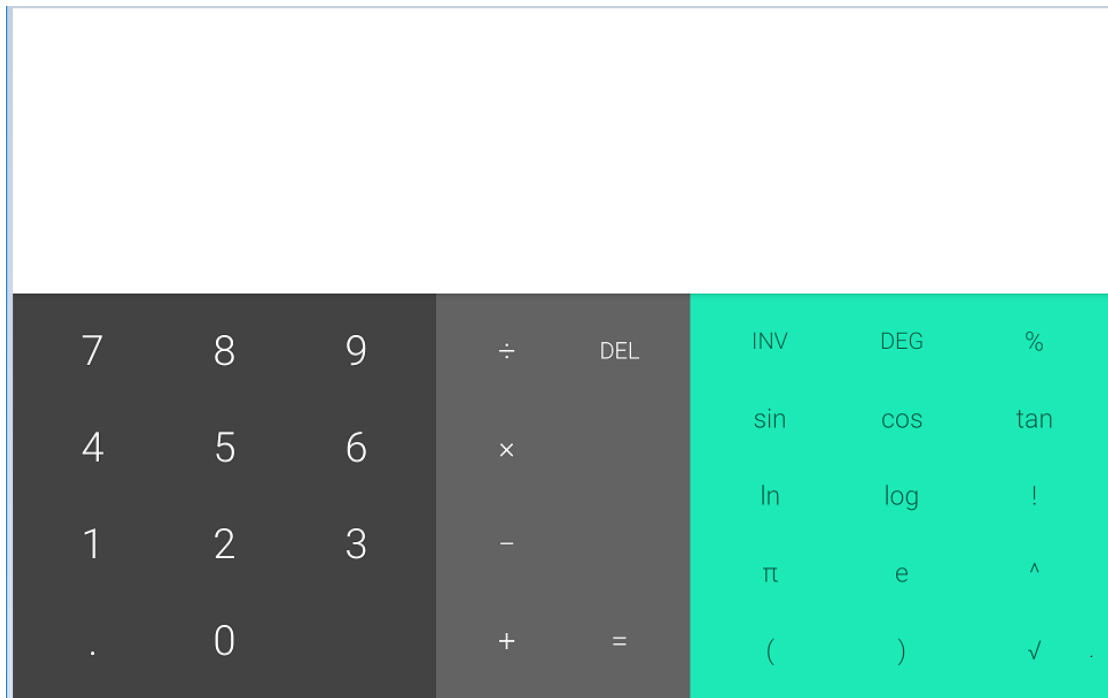 7 8 9 ÷ DEL INV DEG %
4 5 6 × sin cos tan
ln log !
1 2 3 − π e ^
. 0 + = ( ) √